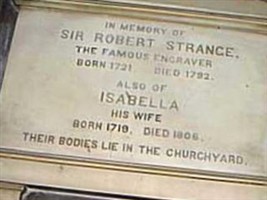 IN MEMORY OF
SIR ROBERT STRANGE,
THE FAMOUS ENGRAVER
BORN 1721 DIED 1792.
ALSO OF
ISABELLA
HIS WIFE
BORN 1719, DIED 1806.
THEIR BODIES LIE IN THE CHURCHYARD.